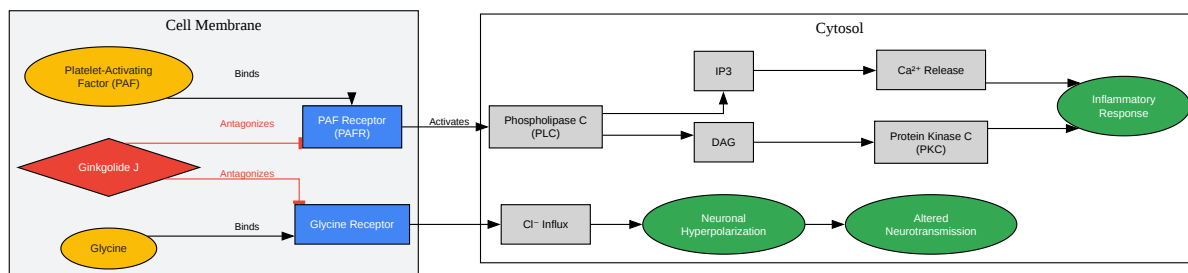 Cell Membrane
Cytosol
Platelet-Activating
Factor (PAF)
Binds
IP3
Ca²⁺ Release
Inflammatory
Response
Antagonizes
PAF Receptor
(PAFR)
Activates
Phospholipase C
(PLC)
DAG
Protein Kinase C
(PKC)
Ginkgolide J
Antagonizes
Glycine
Binds
Glycine Receptor
Cl⁻ Influx
Neuronal
Hyperpolarization
Altered
Neurotransmission